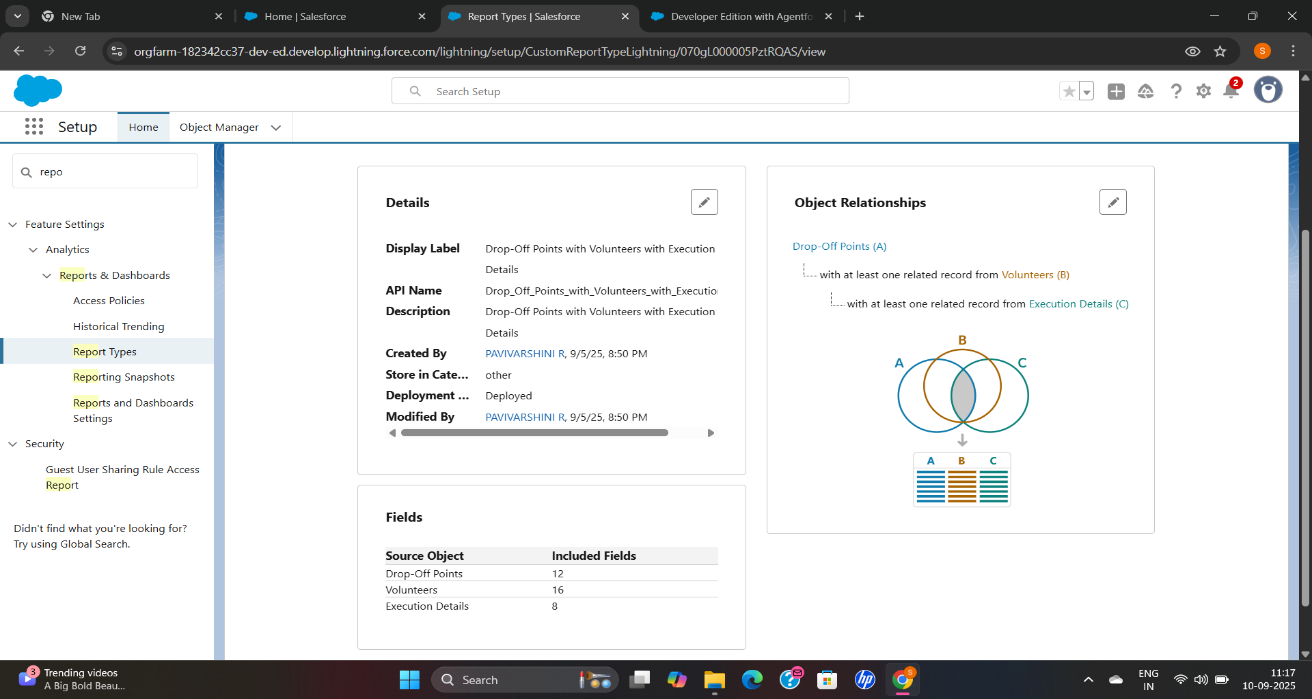 New Tab
Home | Salesforce
Report Types | Salesforce
Developer Edition with Agentfo
orgfarm-182342cc37-dev-ed.develop.lightning.force.com/lightning/setup/CustomReportTypeLightning/070gL000005PztRQAS/view
S
Search Setup
2
Setup
Home
Object Manager
repo
Feature Settings
Analytics
Reports & Dashboards
Access Policies
Historical Trending
Report Types
Reporting Snapshots
Reports and Dashboards
Settings
Security
Guest User Sharing Rule Access
Report
Didn't find what you're looking for?
Try using Global Search.
Details
Display Label Drop-Off Points with Volunteers with Execution
Details
API Name Drop_Off_Points_with_Volunteers_with_Executio
Description Drop-Off Points with Volunteers with Execution
Details
Created By PAVIVARSHINI R, 9/5/25, 8:50 PM
Store in Cate... other
Deployment ... Deployed
Modified By PAVIVARSHINI R, 9/5/25, 8:50 PM
Fields
Source Object Included Fields
Drop-Off Points 12
Volunteers 16
Execution Details 8
Object Relationships
Drop-Off Points (A)
with at least one related record from Volunteers (B)
with at least one related record from Execution Details (C)
B
A C
A B C
3
Trending videos
A Big Bold Beau...
Search
hp
S
ENG
IN
11:17
10-09-2025